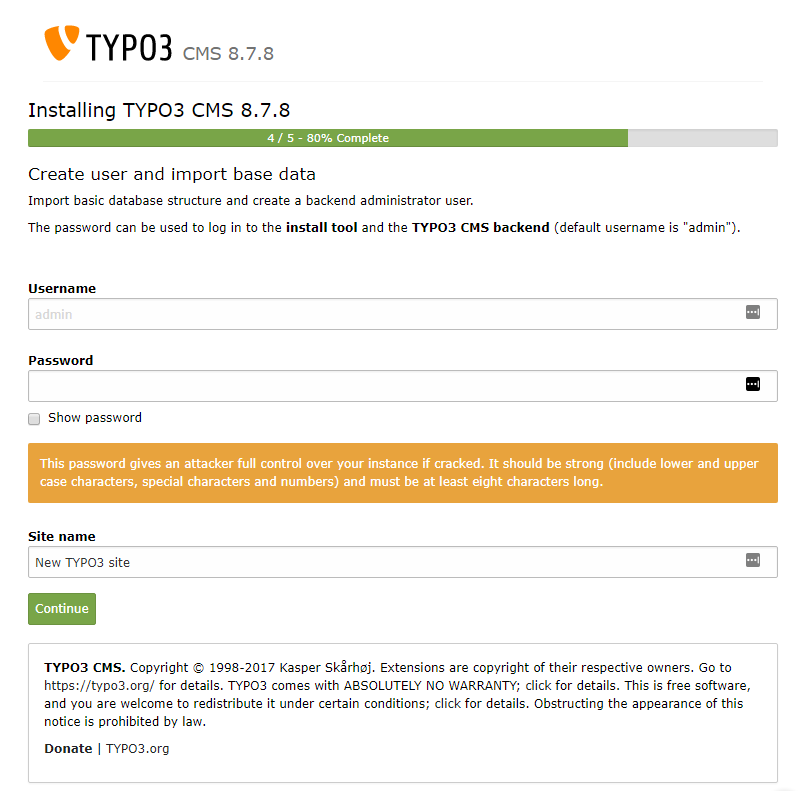 TYPO3 CMS 8.7.8
Installing TYPO3 CMS 8.7.8
4 / 5 - 80% Complete
Create user and import base data
Import basic database structure and create a backend administrator user.
The password can be used to log in to the install tool and the TYPO3 CMS backend (default username is "admin").
Username
admin
Password
Show password
This password gives an attacker full control over your instance if cracked. It should be strong (include lower and upper
case characters, special characters and numbers) and must be at least eight characters long.
Site name
New TYPO3 site
Continue
TYPO3 CMS. Copyright © 1998-2017 Kasper Skårhøj. Extensions are copyright of their respective owners. Go to
https://typo3.org/ for details. TYPO3 comes with ABSOLUTELY NO WARRANTY; click for details. This is free software,
and you are welcome to redistribute it under certain conditions; click for details. Obstructing the appearance of this
notice is prohibited by law.
Donate | TYPO3.org